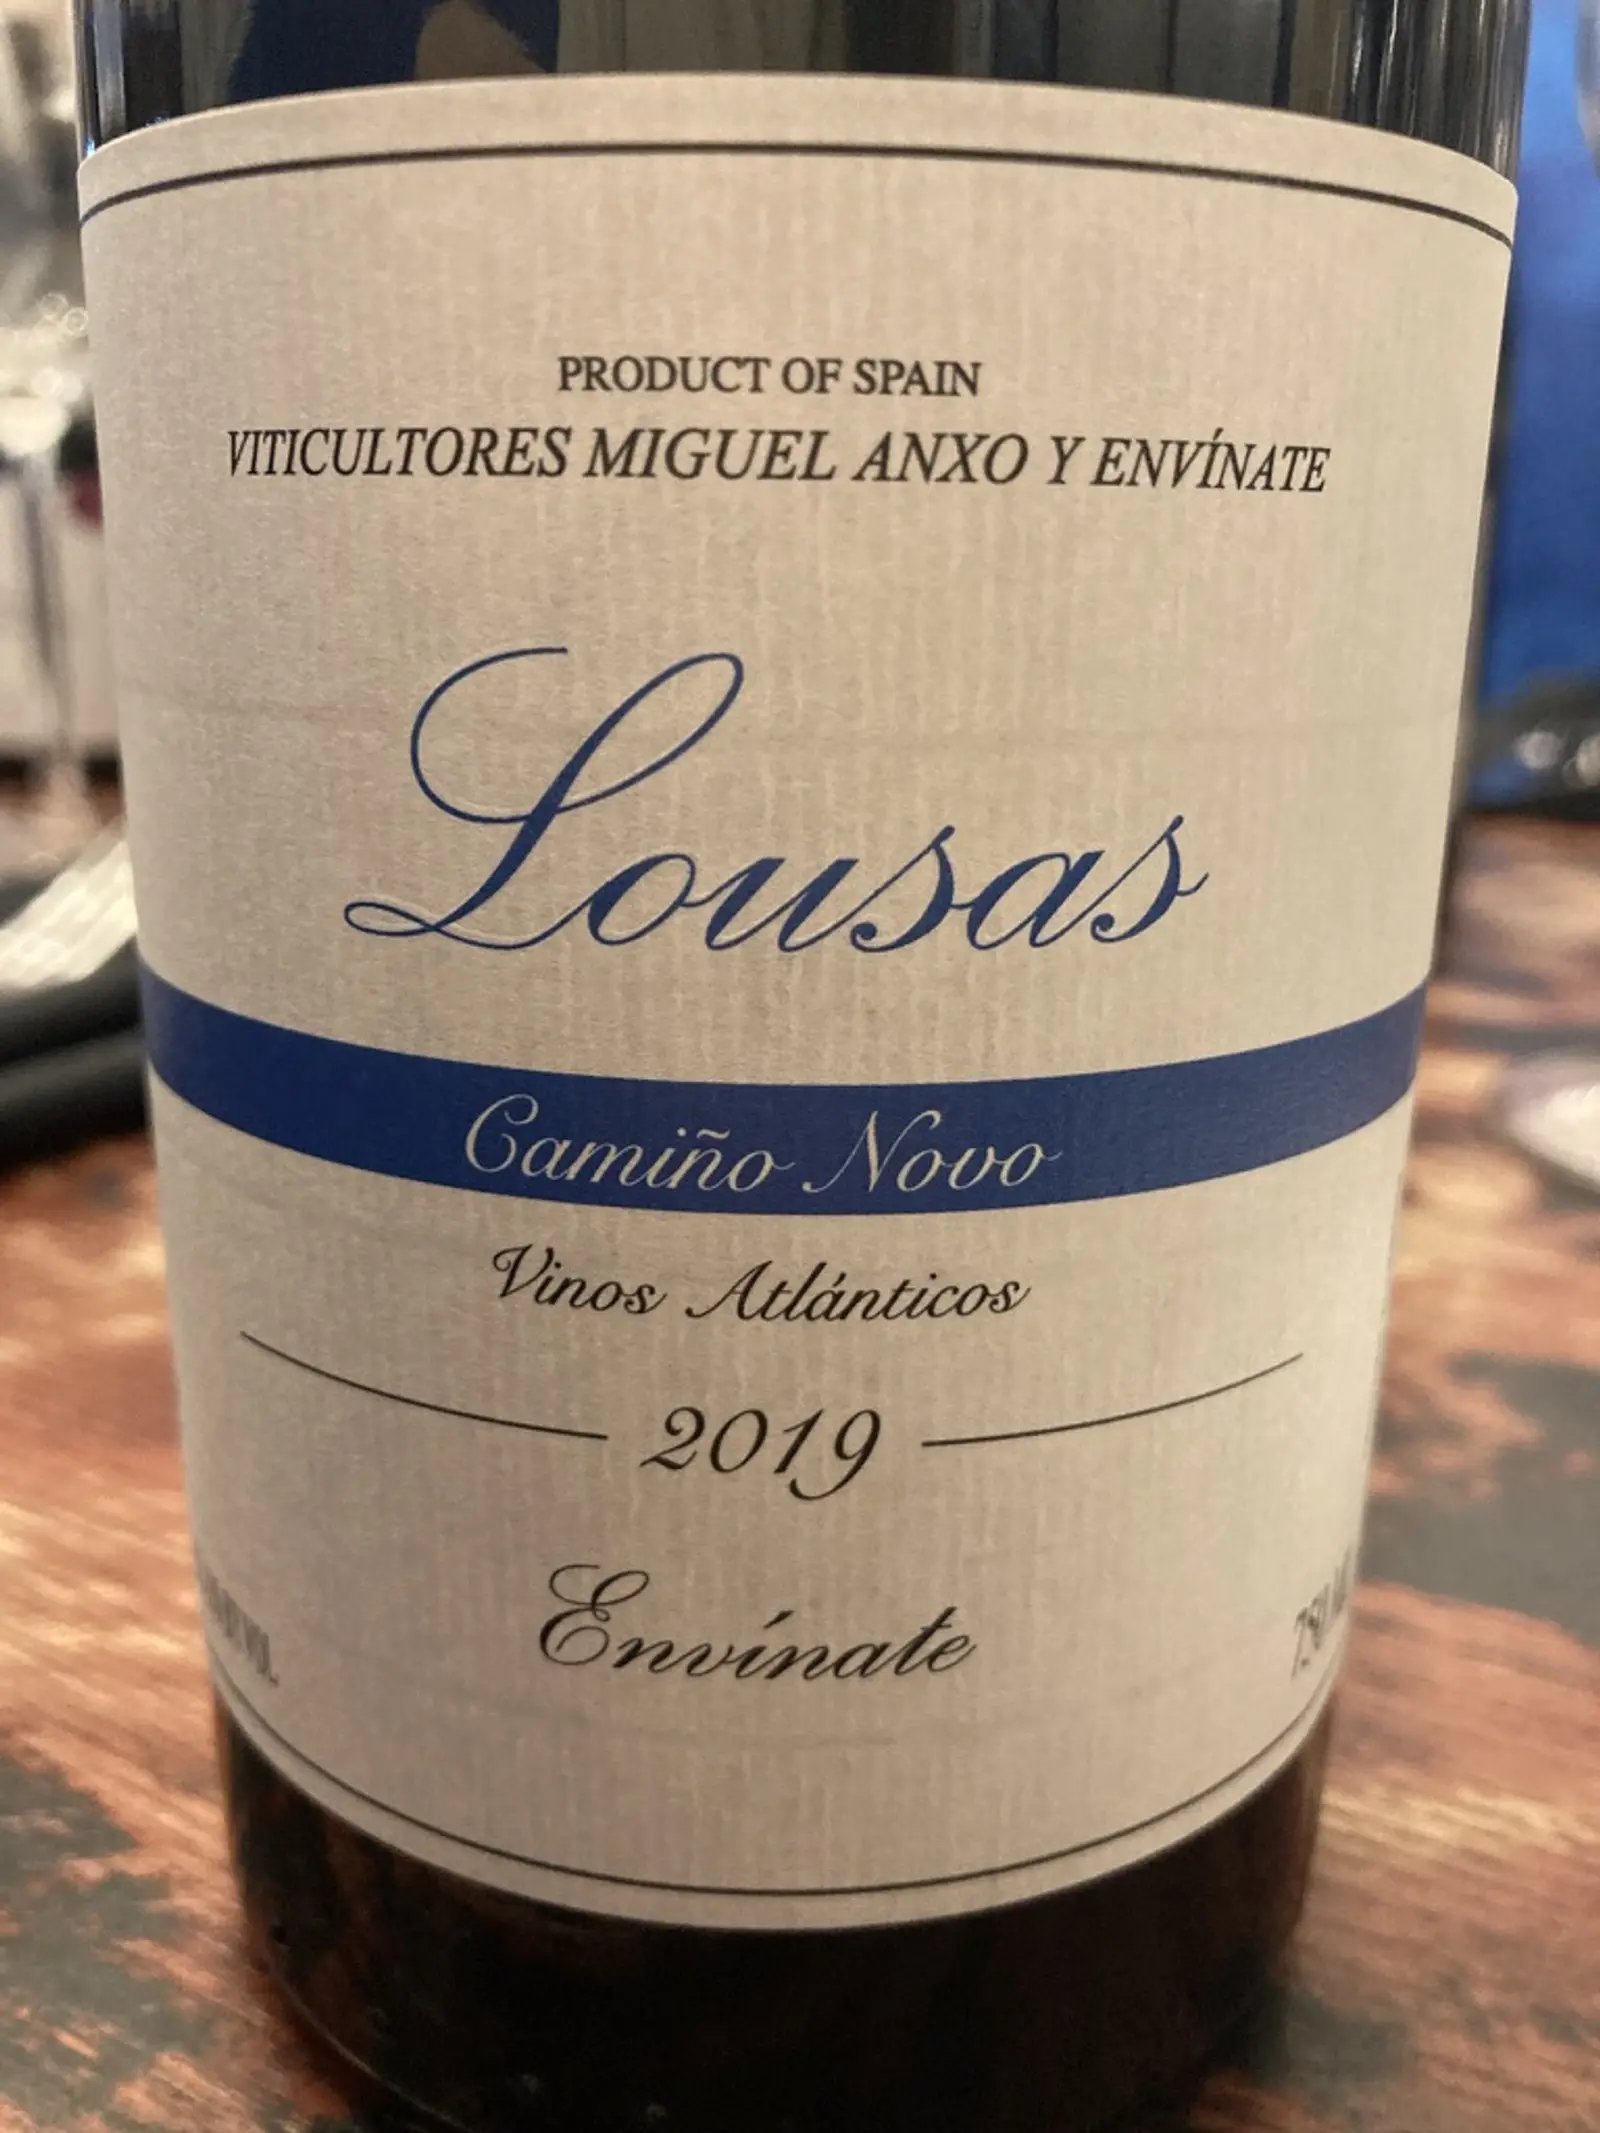 PRODUCT OF SPAIN
VITICULTORES MIGUEL ANXO Y ENVÍNATE
Lousas
Camiño Novo
Vinos Atlánticos
2019
Envínate